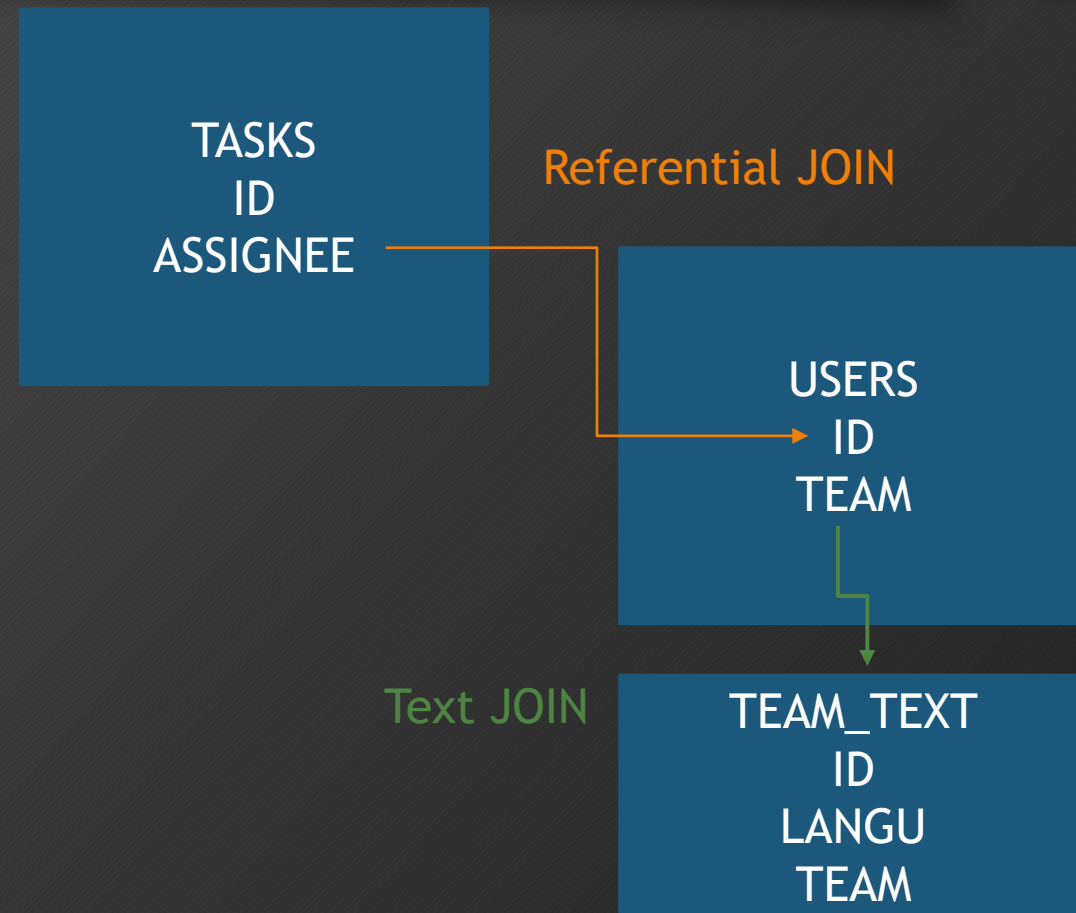 TASKS
ID
ASSIGNEE
Referential JOIN
USERS
ID
TEAM
Text JOIN
TEAM_TEXT
ID
LANGU
TEAM